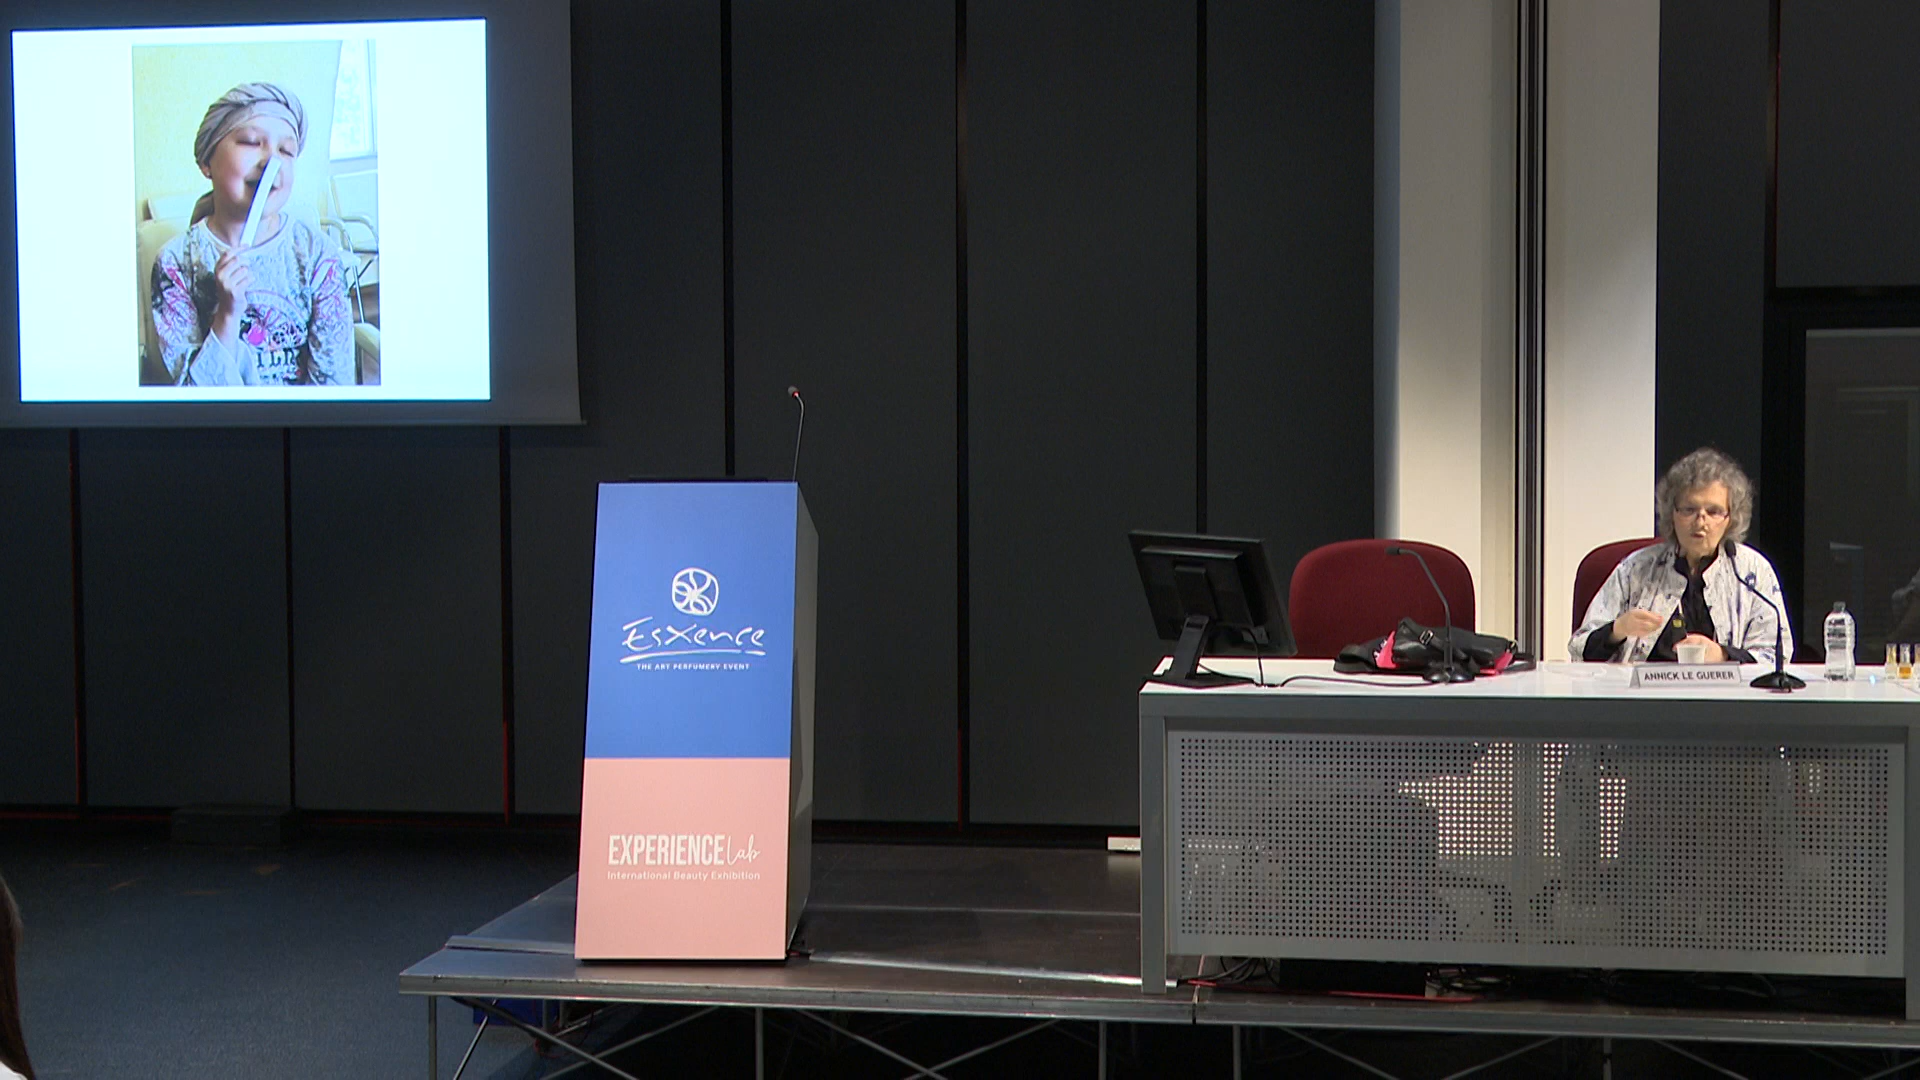 EsXence
THE ART PERFUMERY EVENT
EXPERIENCE lab
International Beauty Exhibition
ANNICK LE GUERER